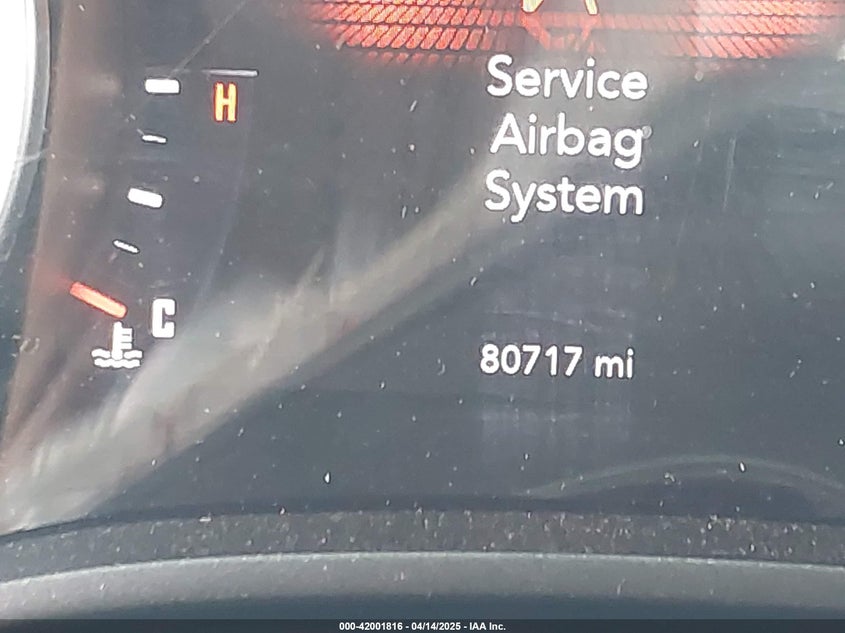 H
Service
Airbag
System
C
80717 mi
000-42001816 - 04/14/2025 - IAA Inc.